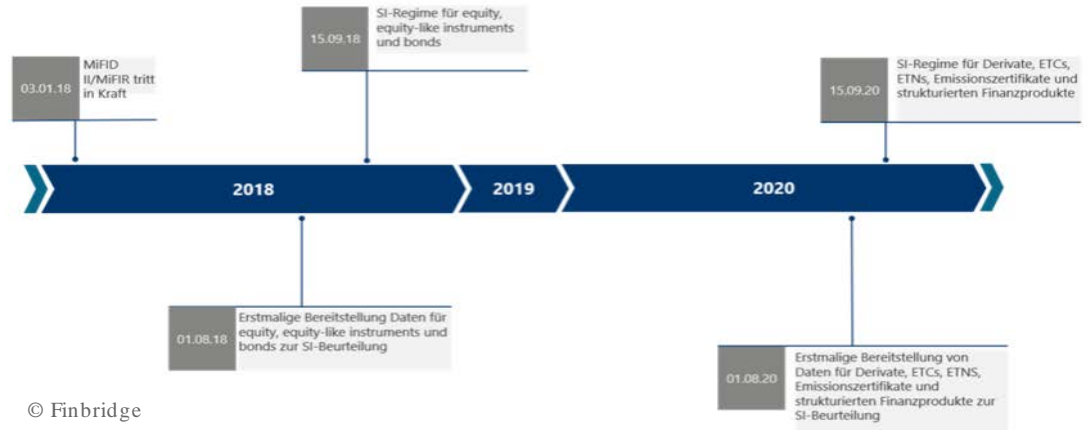 03.01.18
MiFID
II/MiFIR tritt
in Kraft
15.09.18
SI-Regime für equity,
equity-like instruments
und bonds
15.09.20
SI-Regime für Derivate, ETCs,
ETNs, Emissionszertifikate und
strukturierten Finanzprodukte
2018
2019
2020
01.08.18
Erstmalige Bereitstellung Daten für
equity, equity-like instruments und
bonds zur SI-Beurteilung
01.08.20
Erstmalige Bereitstellung von
Daten für Derivate, ETCs, ETNS,
Emissionszertifikate und
strukturierten Finanzprodukte zur
SI-Beurteilung
© Finbridge